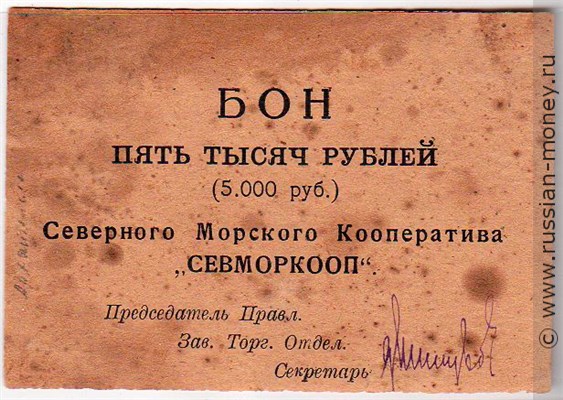 БОН
ПЯТЬ ТЫСЯЧ РУБЛЕЙ
(5.000 руб.)
Северного Морского Кооператива
„СЕВМОРКООП“.
Председатель Правл.
Зав. Торг. Отдел.
Секретарь
© www.russian-money.ru